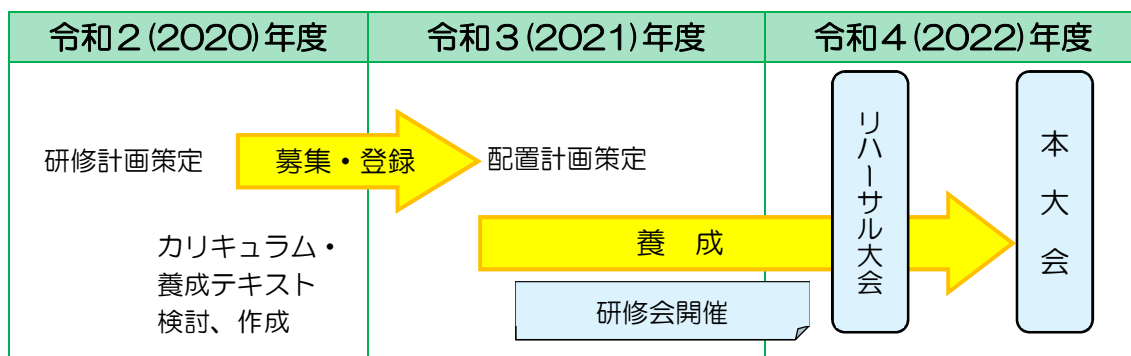 令和２(2020)年度
令和３(2021)年度
令和４(2022)年度
研修計画策定
募集・登録
配置計画策定
カリキュラム・
養成テキスト
検討、作成
養　成
研修会開催
リハーサル大会
本大会